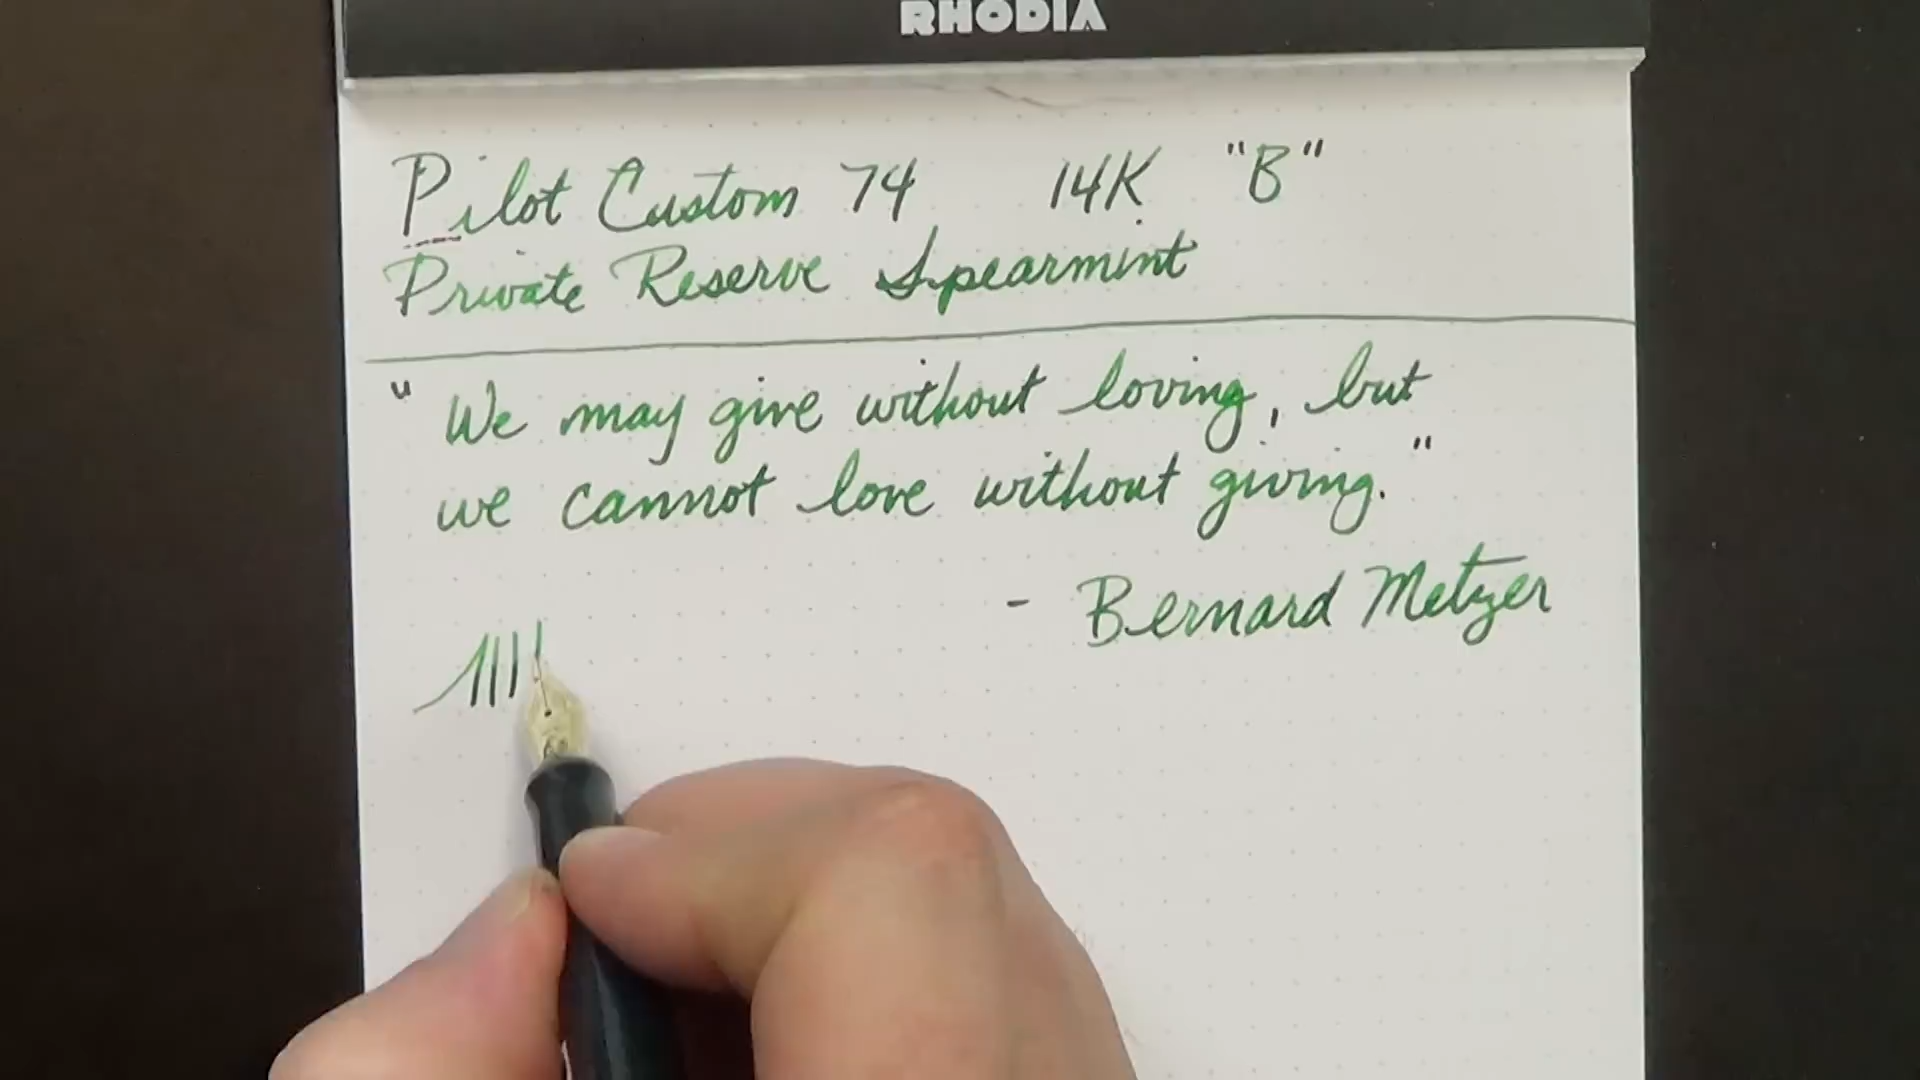 RHODIA
Pilot Custom 74 14K "B"
Private Reserve Spearmint
"We may give without loving, but
we cannot love without giving."
- Bernard Metzer